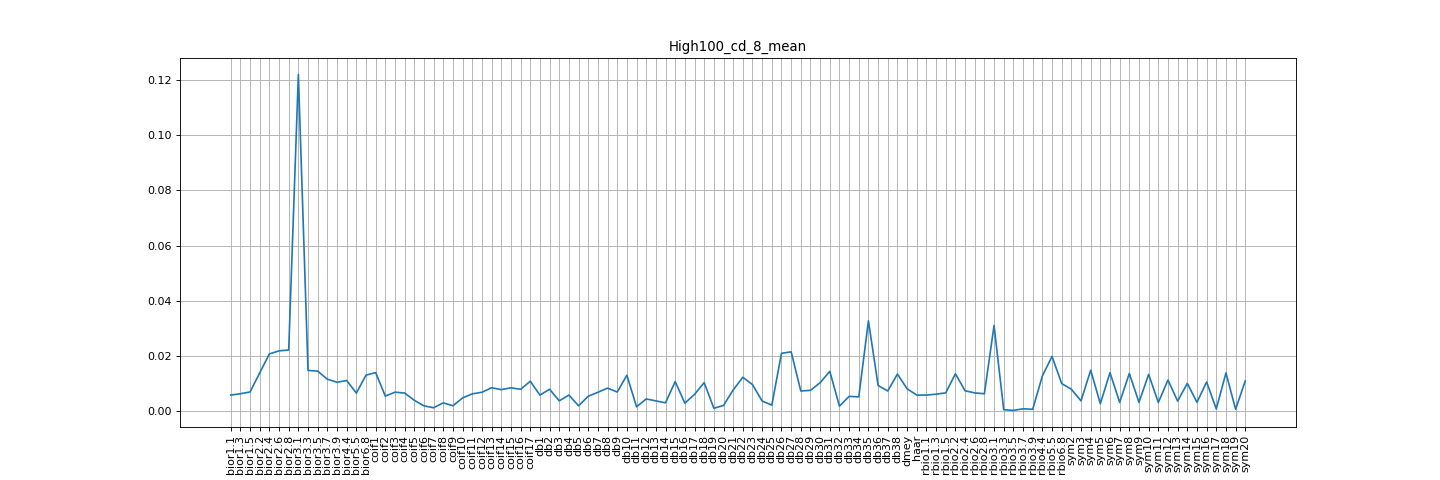 High100_cd_8_mean
0.12
0.10
0.08
0.06
0.04
0.02
0.00
bior1.1
bior1.3
bior1.5
bior2.2
bior2.4
bior2.6
bior2.8
bior3.1
bior3.3
bior3.5
bior3.7
bior3.9
bior4.4
bior5.5
bior6.8
coif1
coif2
coif3
coif4
coif5
coif6
coif7
coif8
coif9
coif10
coif11
coif12
coif13
coif14
coif15
coif16
coif17
db1
db2
db3
db4
db5
db6
db7
db8
db9
db10
db11
db12
db13
db14
db15
db16
db17
db18
db19
db20
db21
db22
db23
db24
db25
db26
db27
db28
db29
db30
db31
db32
db33
db34
db35
db36
db37
db38
dmey
haar
rbio1.1
rbio1.3
rbio1.5
rbio2.2
rbio2.4
rbio2.6
rbio2.8
rbio3.1
rbio3.3
rbio3.5
rbio3.7
rbio3.9
rbio4.4
rbio5.5
rbio6.8
sym2
sym3
sym4
sym5
sym6
sym7
sym8
sym9
sym10
sym11
sym12
sym13
sym14
sym15
sym16
sym17
sym18
sym19
sym20